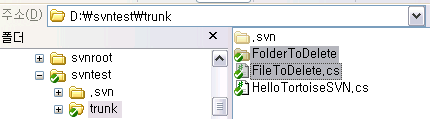 주소(D) D:\svntest\trunk
폴더
svnroot
svntest
.svn
trunk
.svn
FolderToDelete
FileToDelete.cs
HelloTortoiseSVN.cs